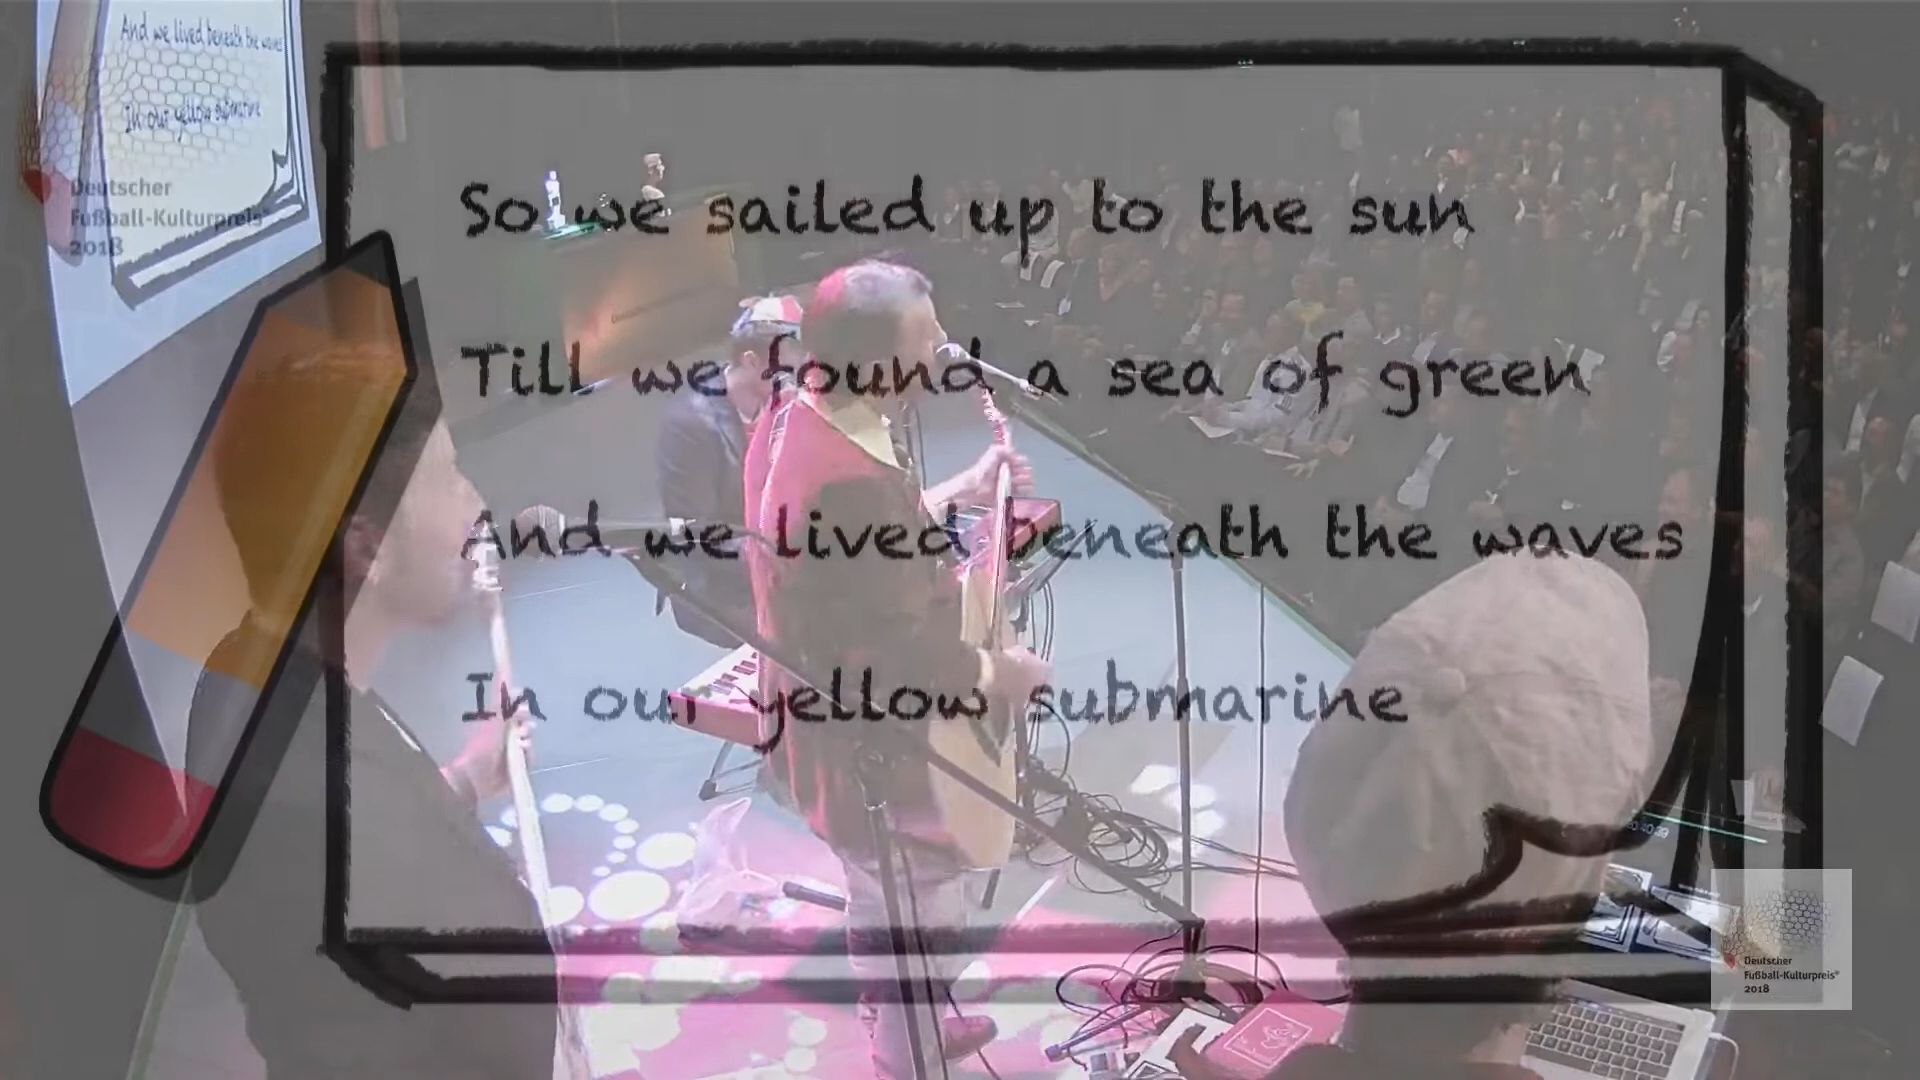 And we lived beneath the waves
In our yellow submarine
Deutscher
Fußball-Kulturpreis®
2018
So we sailed up to the sun
Till we found a sea of green
And we lived beneath the waves
In our yellow submarine
Deutscher
Fußball-Kulturpreis®
2018